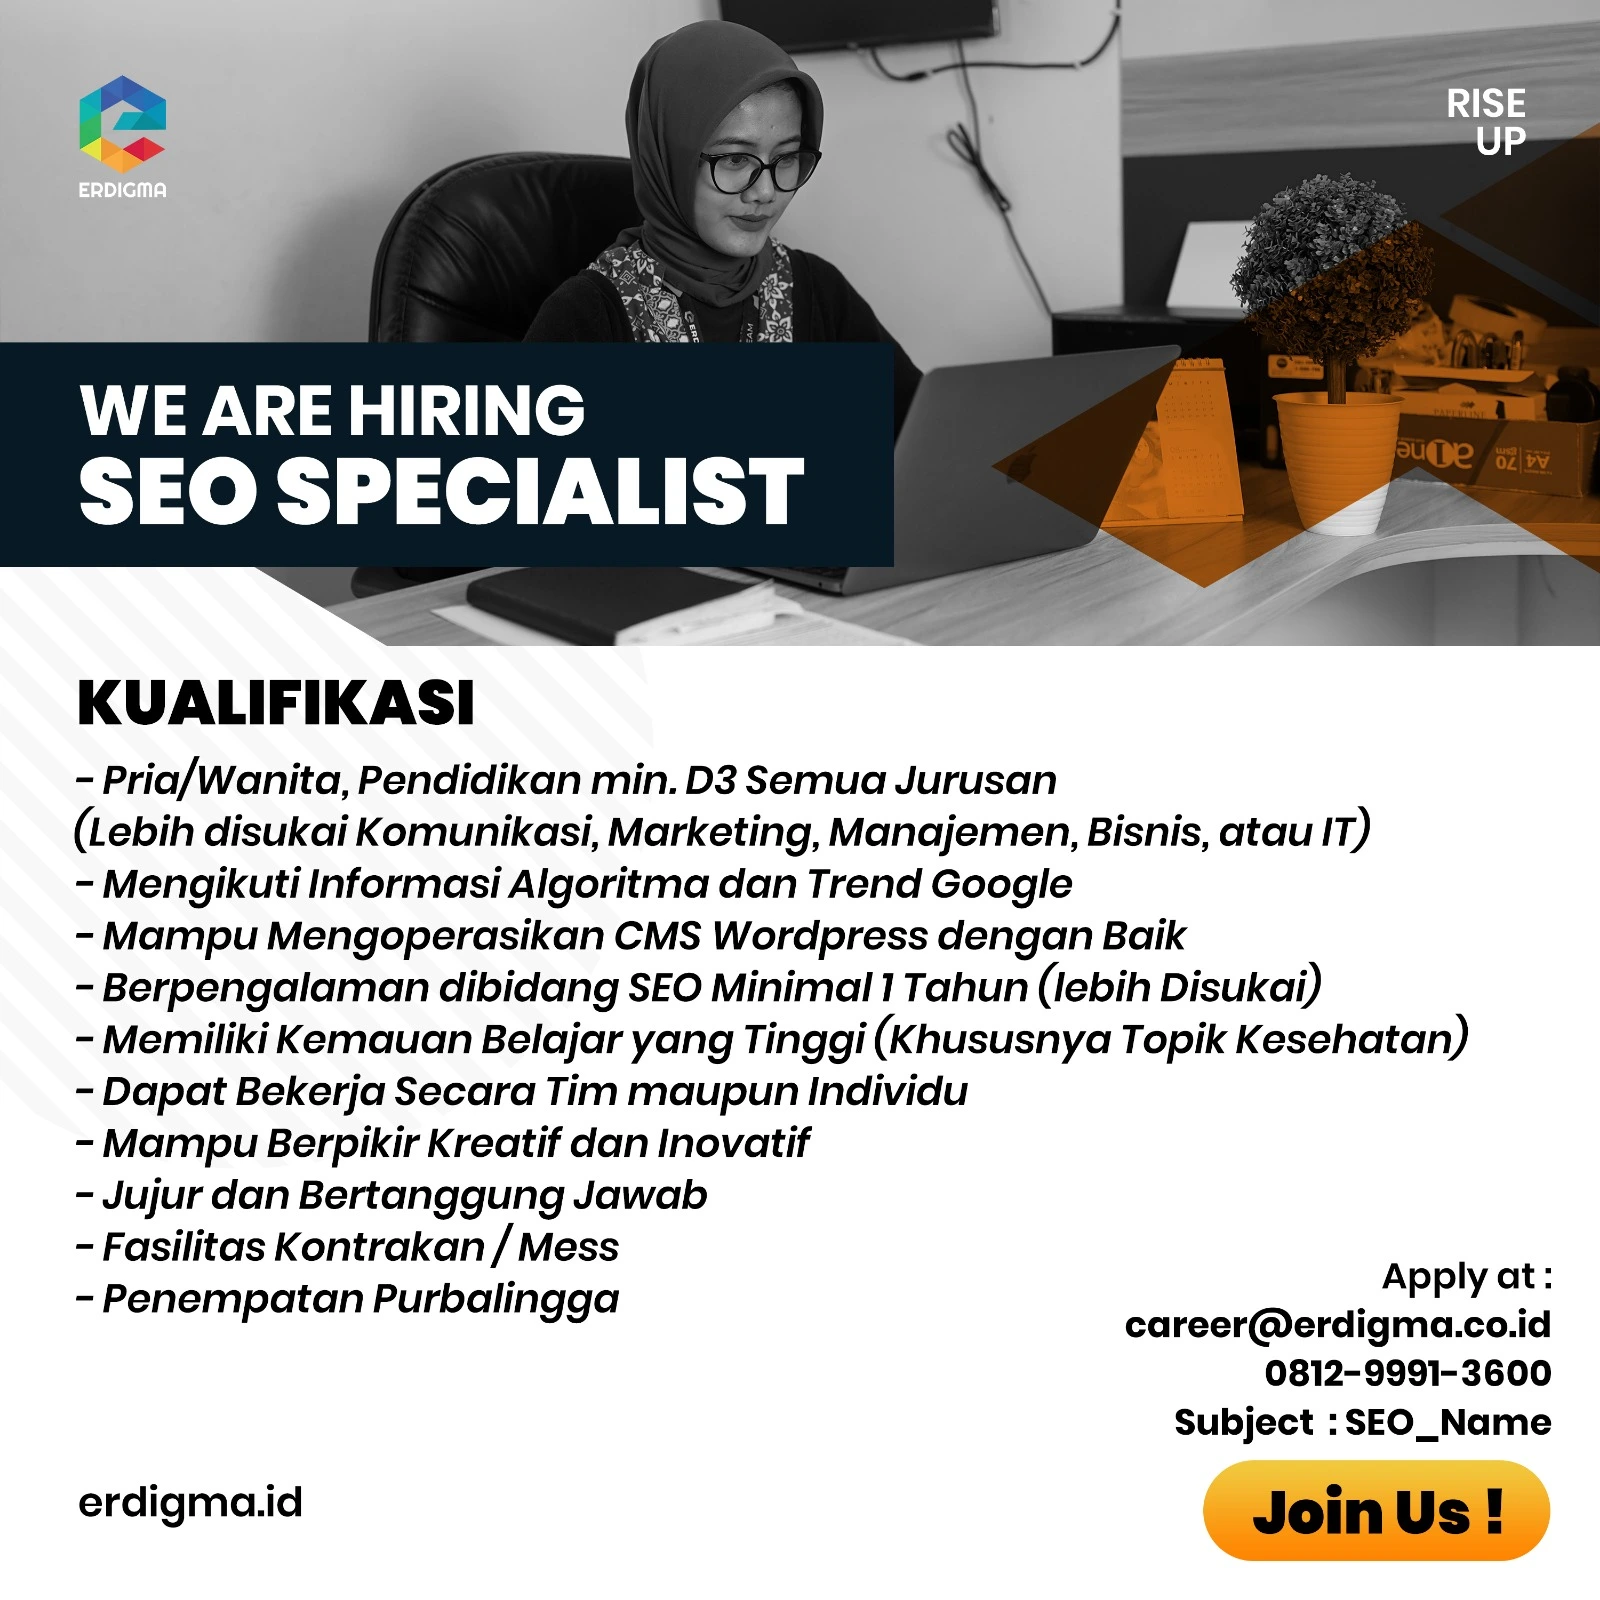 ERDIGMA
RISE
UP
WE ARE HIRING
SEO SPECIALIST
PAPERLINE
A4
70
gsm
KUALIFIKASI
- Pria/Wanita, Pendidikan min. D3 Semua Jurusan
(Lebih disukai Komunikasi, Marketing, Manajemen, Bisnis, atau IT)
- Mengikuti Informasi Algoritma dan Trend Google
- Mampu Mengoperasikan CMS Wordpress dengan Baik
- Berpengalaman dibidang SEO Minimal 1 Tahun (lebih Disukai)
- Memiliki Kemauan Belajar yang Tinggi (Khususnya Topik Kesehatan)
- Dapat Bekerja Secara Tim maupun Individu
- Mampu Berpikir Kreatif dan Inovatif
- Jujur dan Bertanggung Jawab
- Fasilitas Kontrakan / Mess
- Penempatan Purbalingga
Apply at :
career@erdigma.co.id
0812-9991-3600
Subject : SEO_Name
erdigma.id
Join Us !